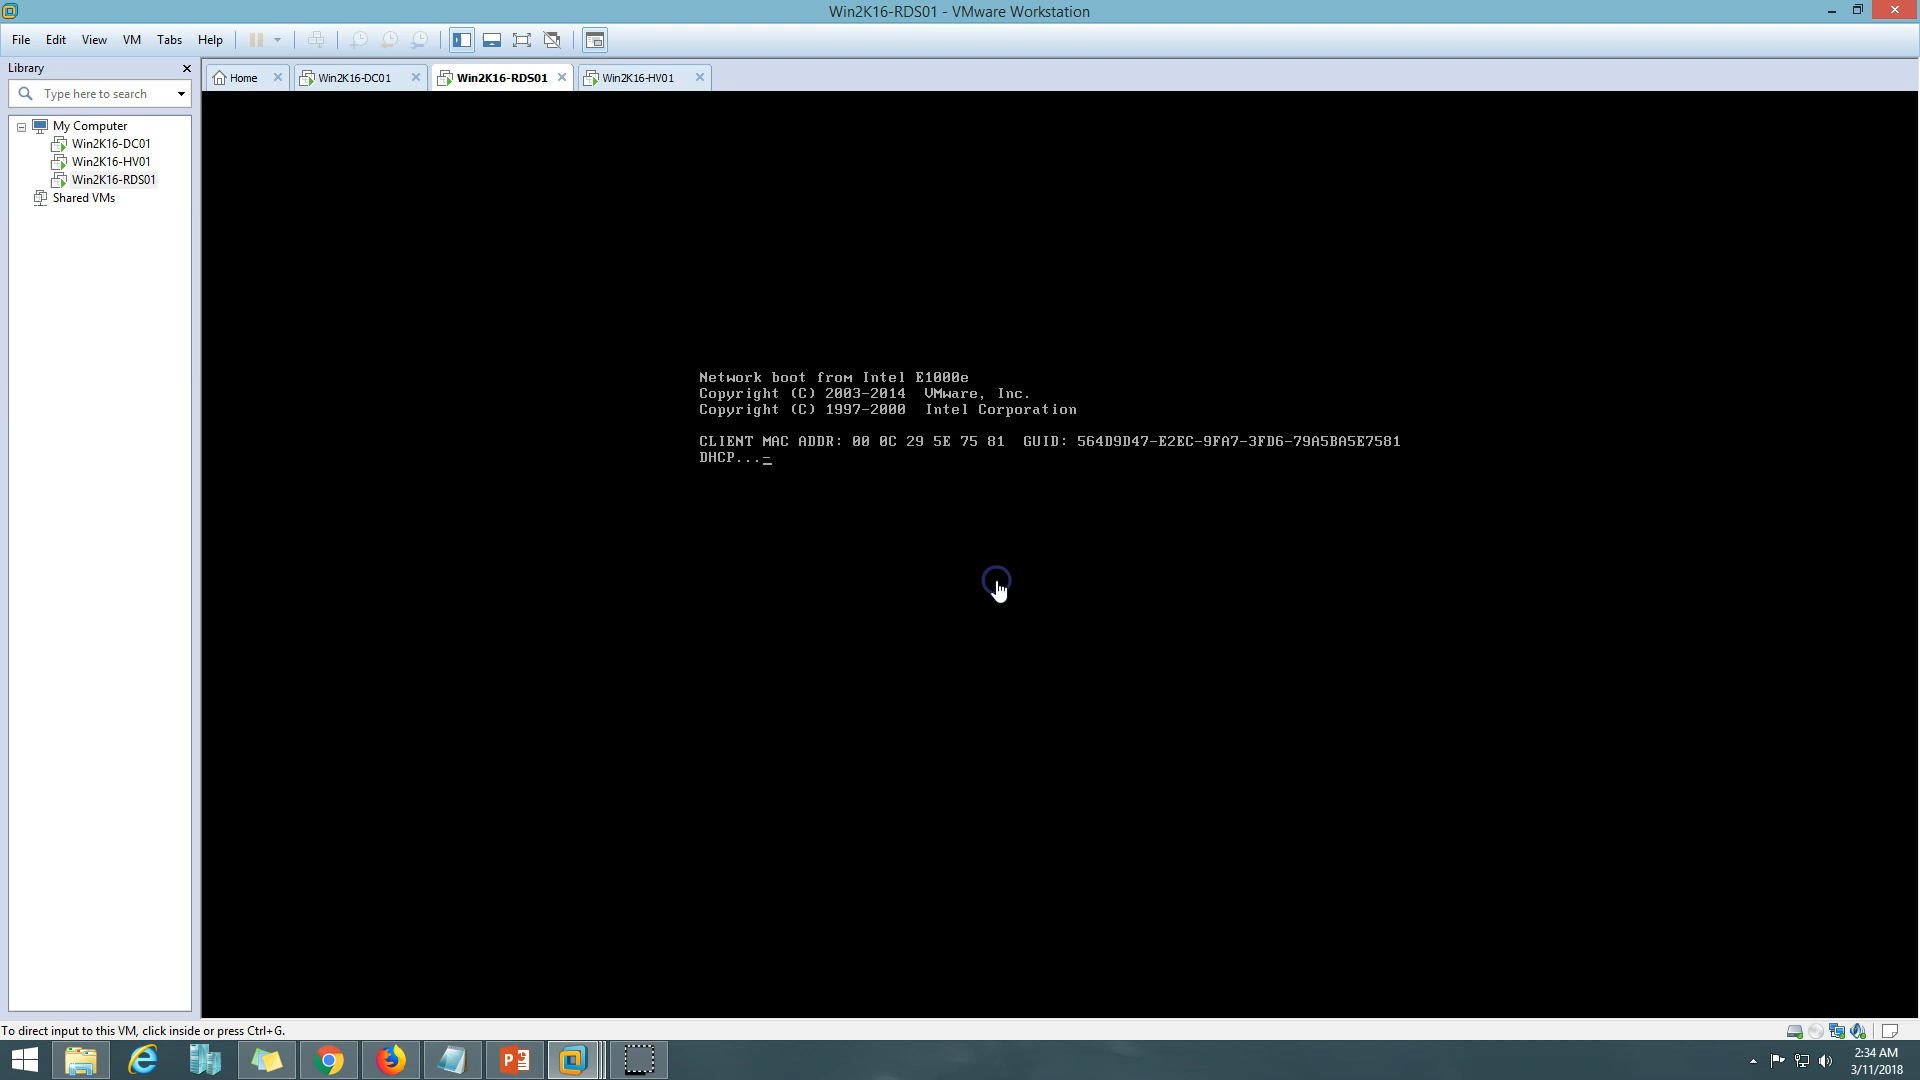 Win2K16-RDS01 - VMware Workstation
File Edit View VM Tabs Help
Library
Type here to search
My Computer
Win2K16-DC01
Win2K16-HV01
Win2K16-RDS01
Shared VMs
Home Win2K16-DC01 Win2K16-RDS01 Win2K16-HV01
Network boot from Intel E1000e
Copyright (C) 2003-2014 VMware, Inc.
Copyright (C) 1997-2000 Intel Corporation
CLIENT MAC ADDR: 00 0C 29 5E 75 81 GUID: 564D9D47-E2EC-9FA7-3FD6-79A5BA5E7581
DHCP...-
To direct input to this VM, click inside or press Ctrl+G.
2:34 AM
3/11/2018